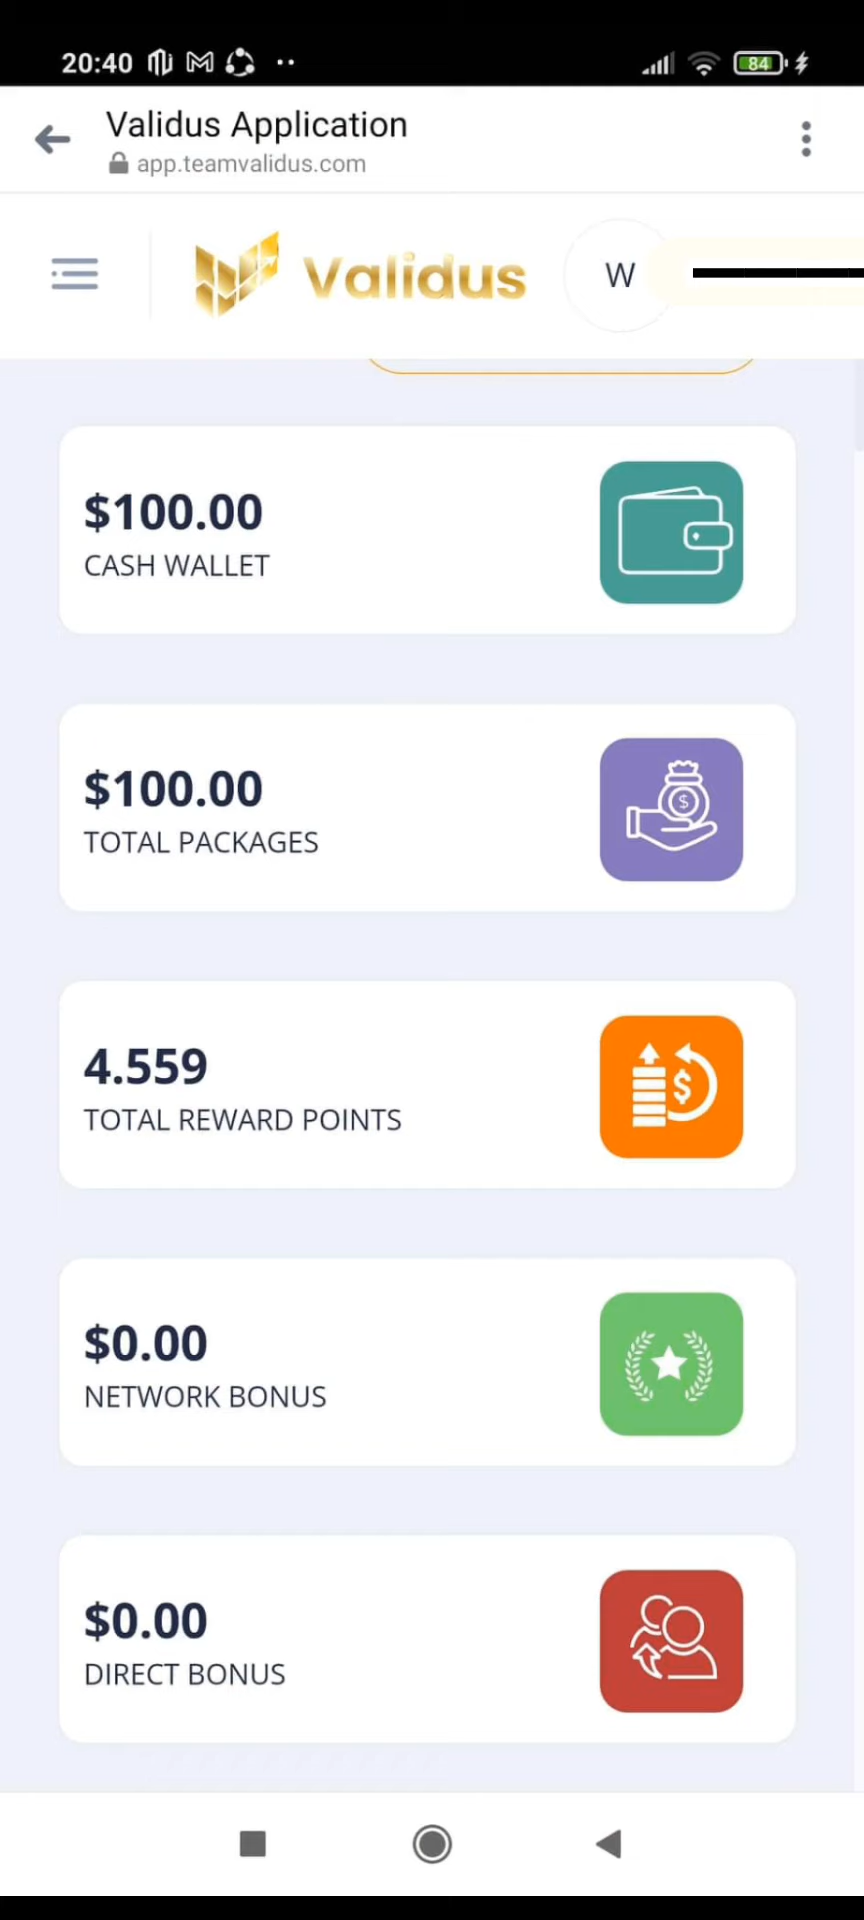 20:40
84
Validus Application
app.teamvalidus.com
Validus
W
$100.00
CASH WALLET
$100.00
TOTAL PACKAGES
4.559
TOTAL REWARD POINTS
$0.00
NETWORK BONUS
$0.00
DIRECT BONUS